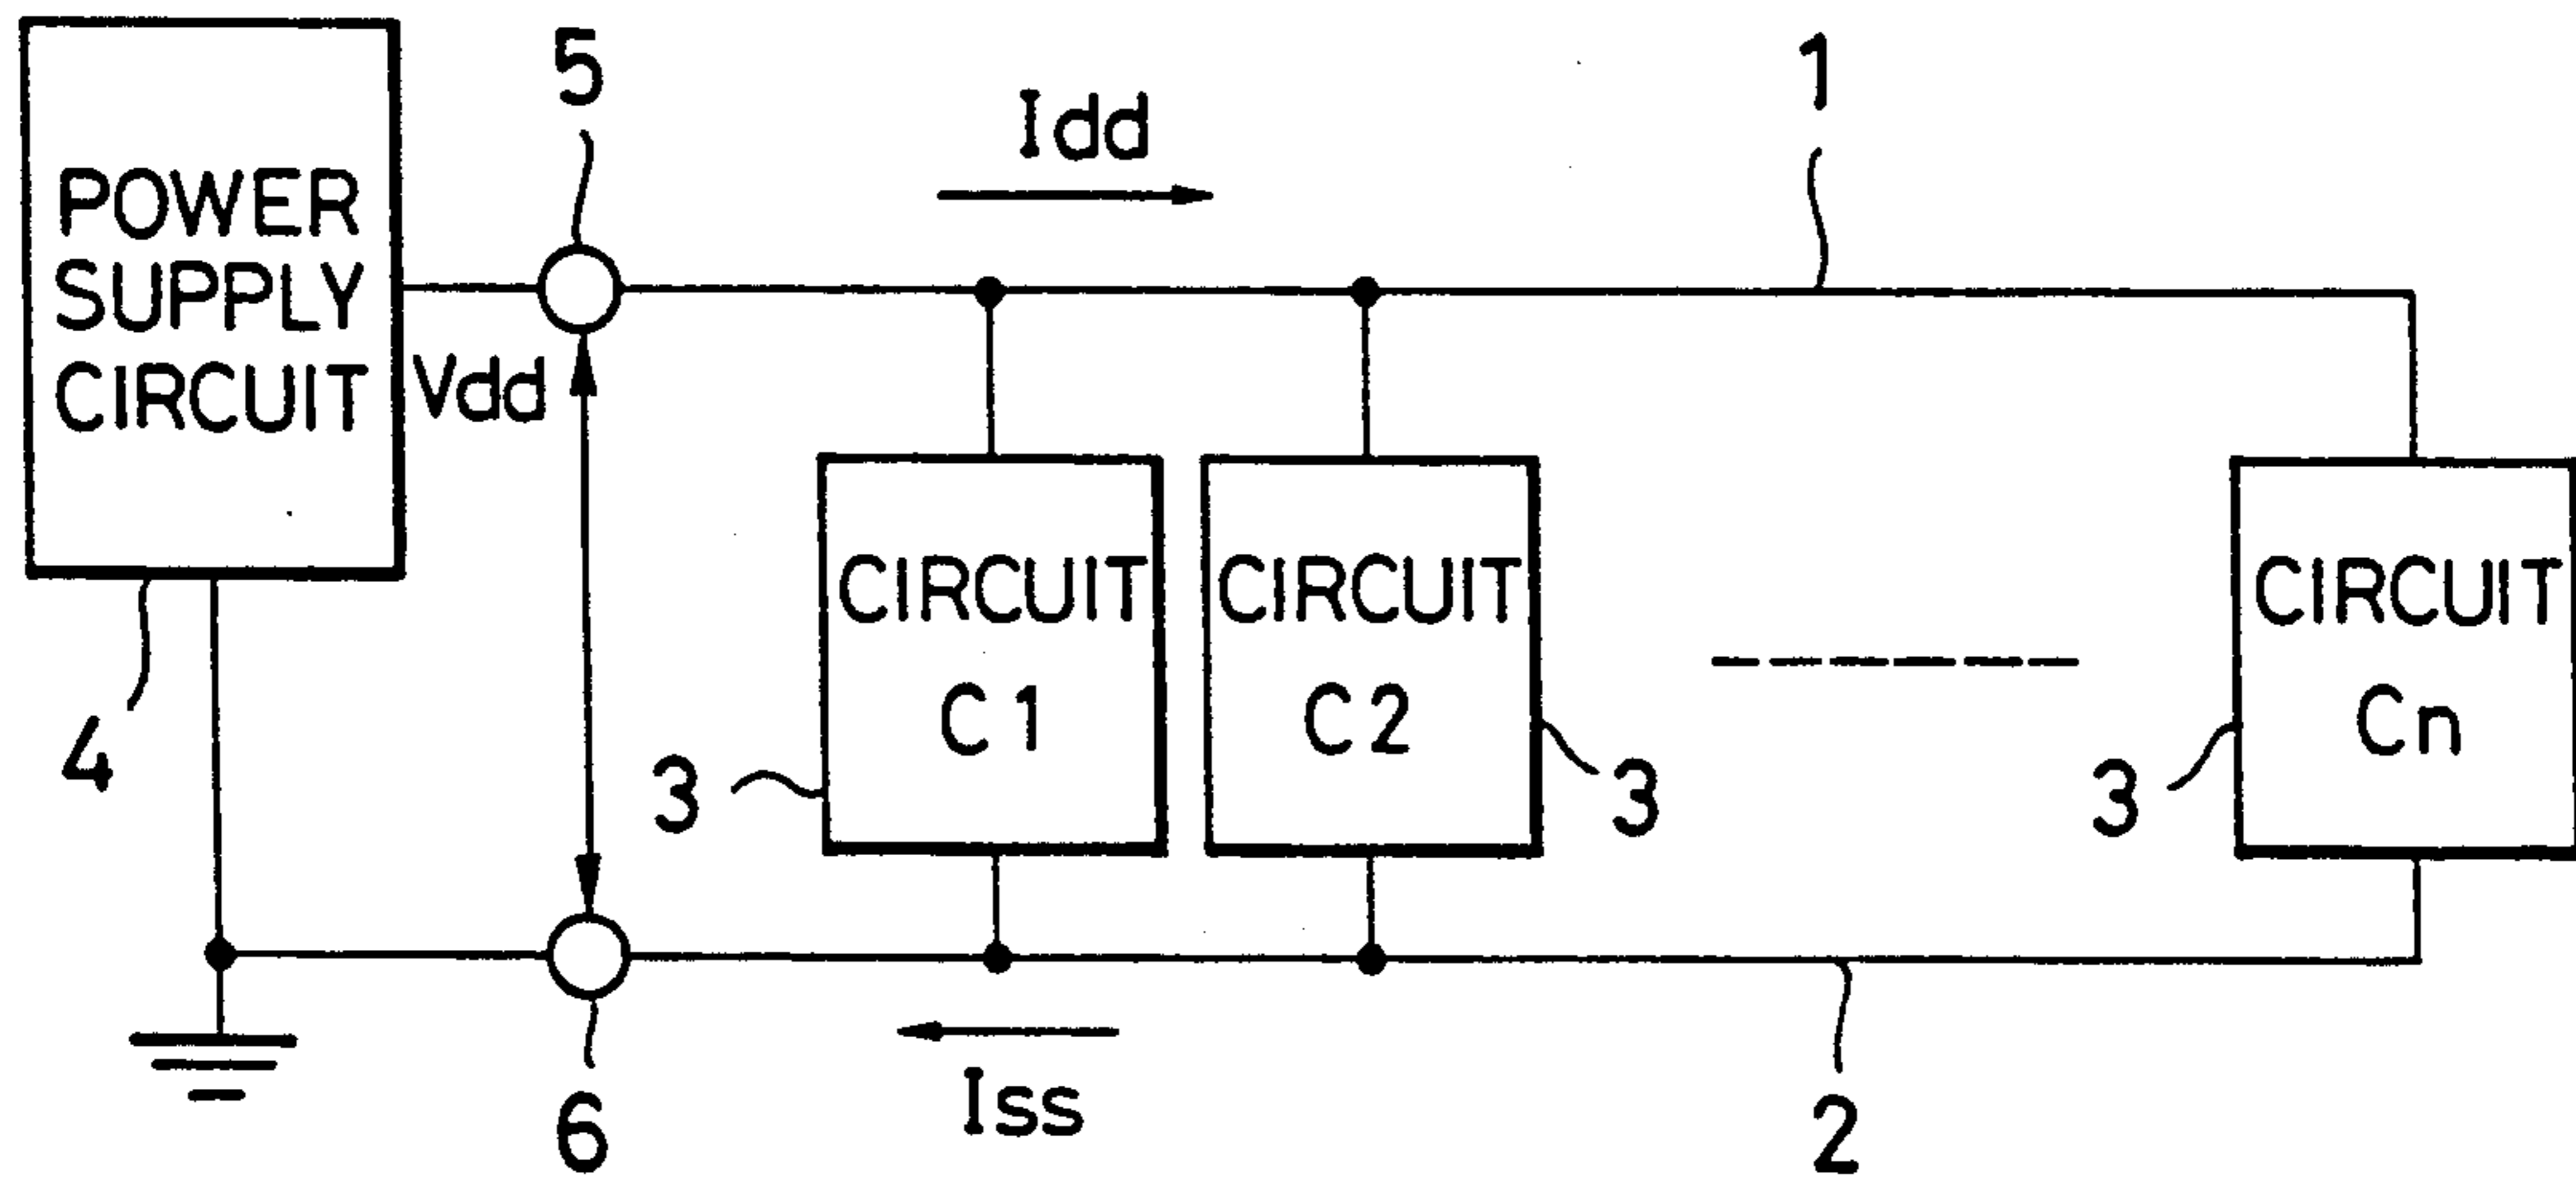 5
Idd
1
POWER
SUPPLY
CIRCUIT
Vdd
CIRCUIT
C1
CIRCUIT
C2
CIRCUIT
Cn
4
3
3
3
6
Iss
2